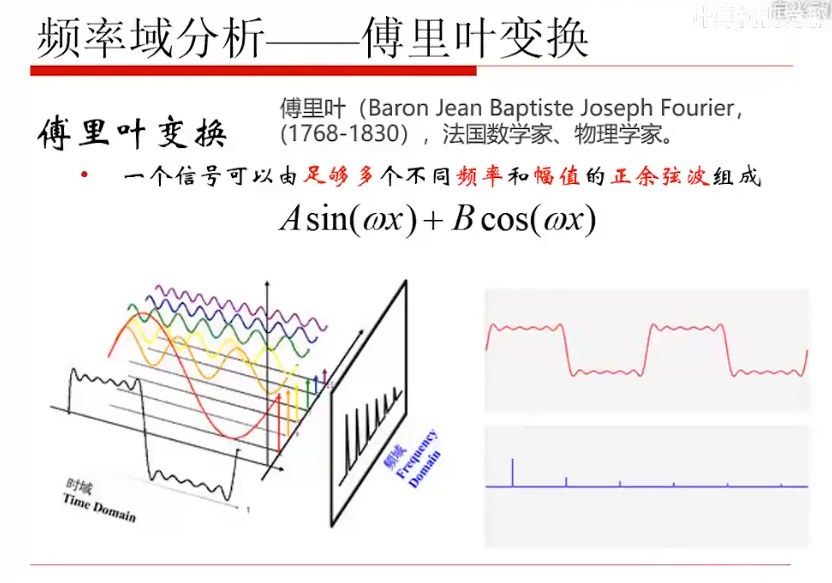 频率域分析——傅里叶变换
傅里叶变换
傅里叶（Baron Jean Baptiste Joseph Fourier，
(1768-1830），法国数学家、物理学家。
• 一个信号可以由足够多个不同频率和幅值的正余弦波组成
A sin(ωx) + B cos(ωx)
时域
Time Domain
频域
Frequency
Domain